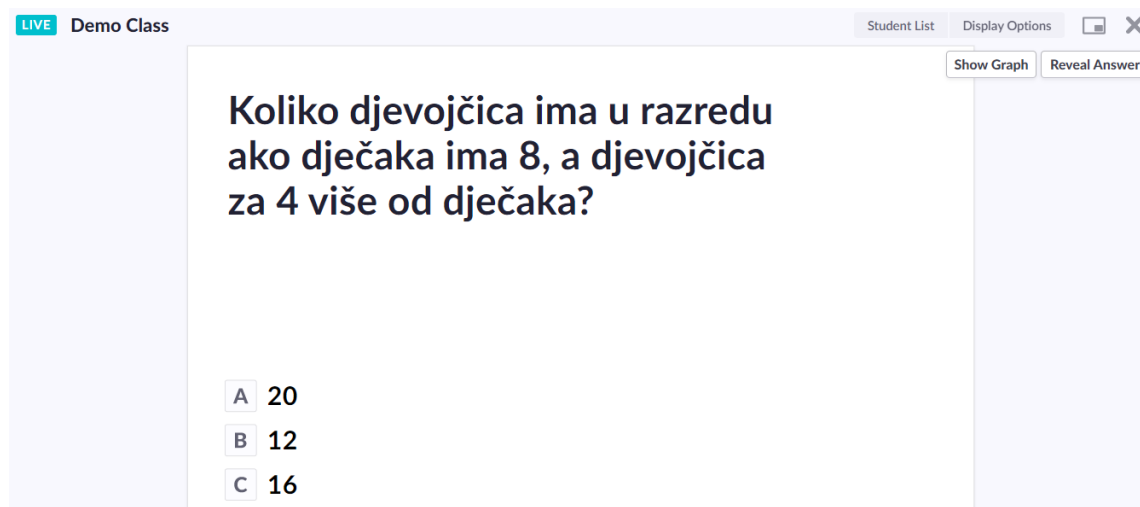 LIVE Demo Class Student List Display Options
Show Graph Reveal Answer
Koliko djevojčica ima u razredu
ako dječaka ima 8, a djevojčica
za 4 više od dječaka?
A 20
B 12
C 16